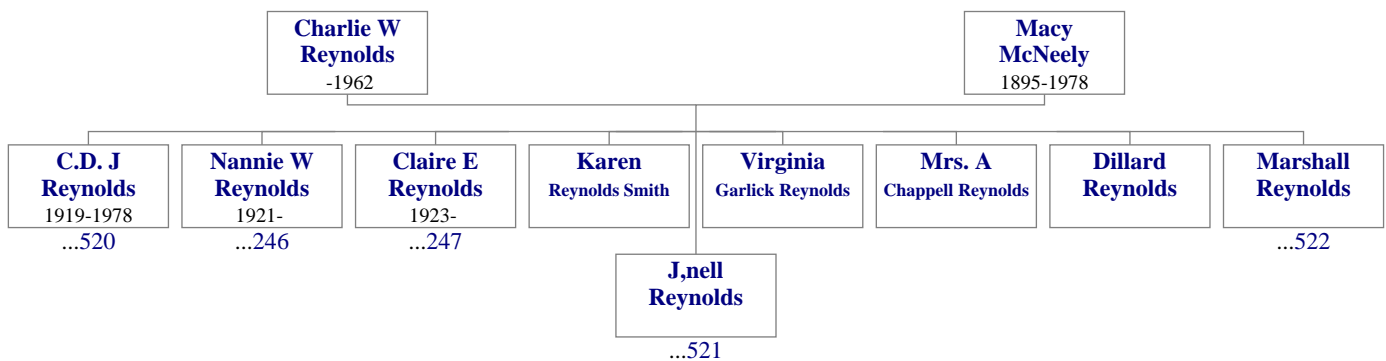 Charlie W
Reynolds
-1962
Macy
McNeely
1895-1978
C.D. J
Reynolds
1919-1978
...520
Nannie W
Reynolds
1921-
...246
Claire E
Reynolds
1923-
...247
Karen
Reynolds Smith
Virginia
Garlick Reynolds
Mrs. A
Chappell Reynolds
Dillard
Reynolds
Marshall
Reynolds
...522
J,nell
Reynolds
...521